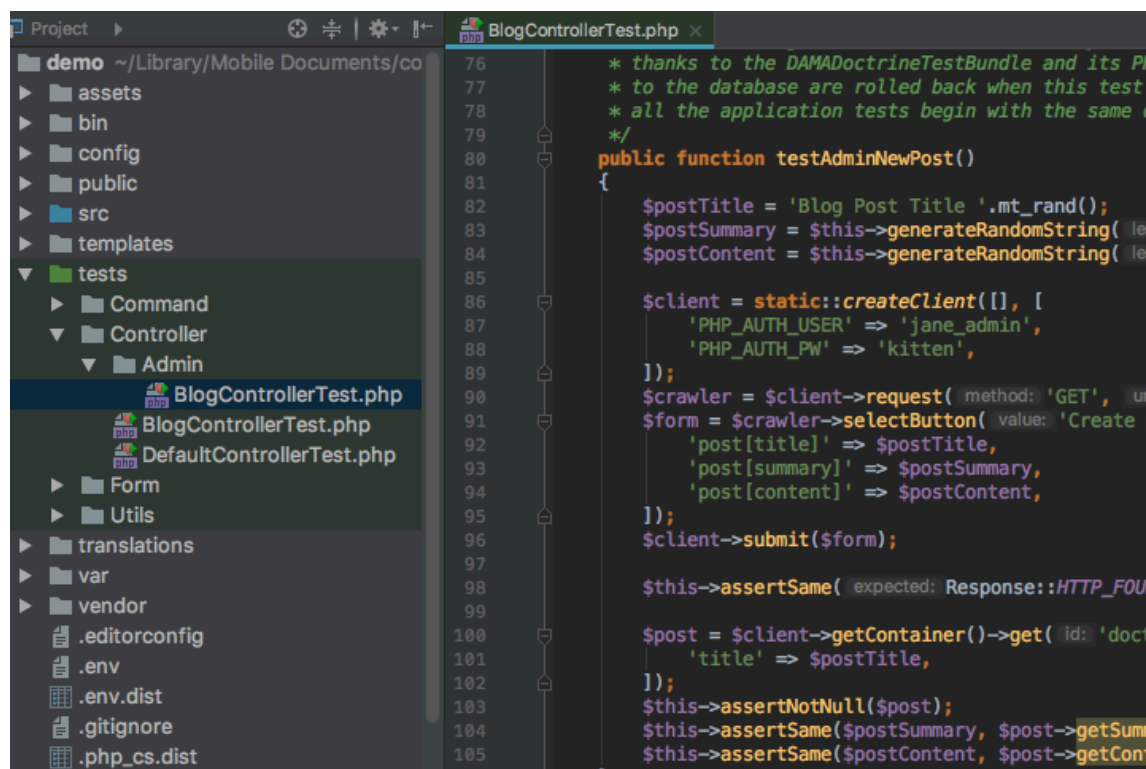 Project
demo ~/Library/Mobile Documents/co
assets
bin
config
public
src
templates
tests
Command
Controller
Admin
BlogControllerTest.php
BlogControllerTest.php
DefaultControllerTest.php
Form
Utils
translations
var
vendor
.editorconfig
.env
.env.dist
.gitignore
.php_cs.dist
BlogControllerTest.php
76 * thanks to the DAMADoctrineTestBundle and its P
77 * to the database are rolled back when this test
78 * all the application tests begin with the same
79 */
80 public function testAdminNewPost()
81 {
82 $postTitle = 'Blog Post Title '.mt_rand();
83 $postSummary = $this->generateRandomString( le
84 $postContent = $this->generateRandomString( le
85
86 $client = static::createClient([], [
87 'PHP_AUTH_USER' => 'jane_admin',
88 'PHP_AUTH_PW' => 'kitten',
89 ]);
90 $crawler = $client->request( method: 'GET', ur
91 $form = $crawler->selectButton( value: 'Create
92 'post[title]' => $postTitle,
93 'post[summary]' => $postSummary,
94 'post[content]' => $postContent,
95 ]);
96 $client->submit($form);
97
98 $this->assertSame( expected: Response::HTTP_FOU
99
100 $post = $client->getContainer()->get( id: 'doct
101 'title' => $postTitle,
102 ]);
103 $this->assertNotNull($post);
104 $this->assertSame($postSummary, $post->getSumm
105 $this->assertSame($postContent, $post->getCont